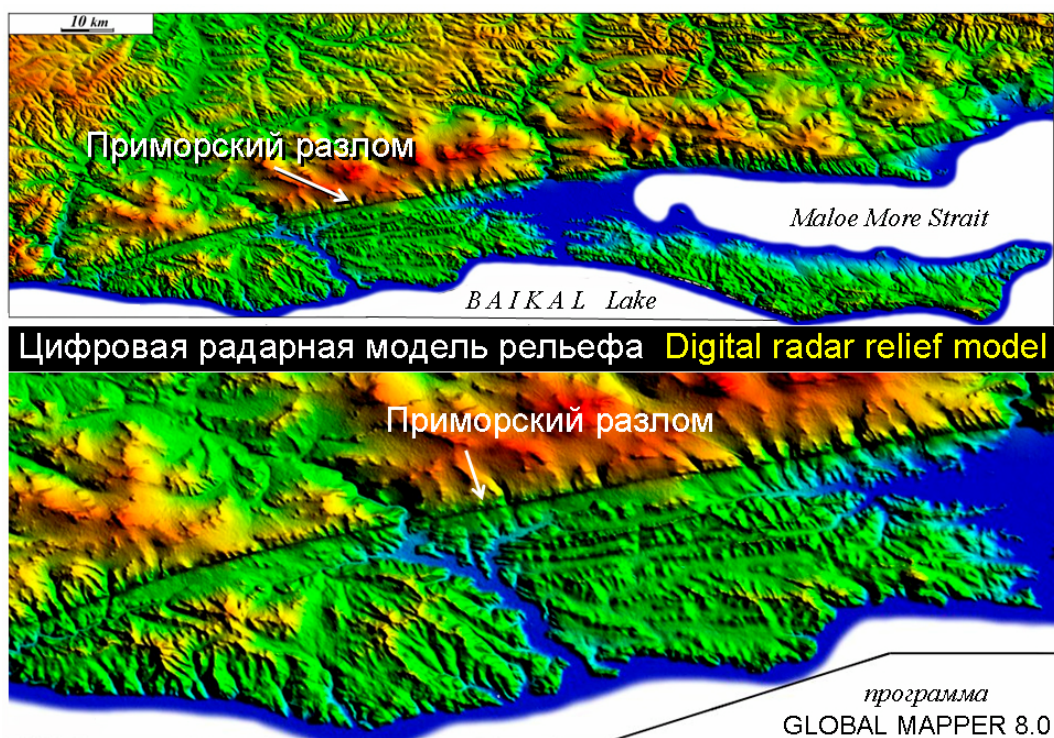 10 km
Приморский разлом
Maloe More Strait
BAIKAL Lake
Цифровая радарная модель рельефа Digital radar relief model
Приморский разлом
программа
GLOBAL MAPPER 8.0